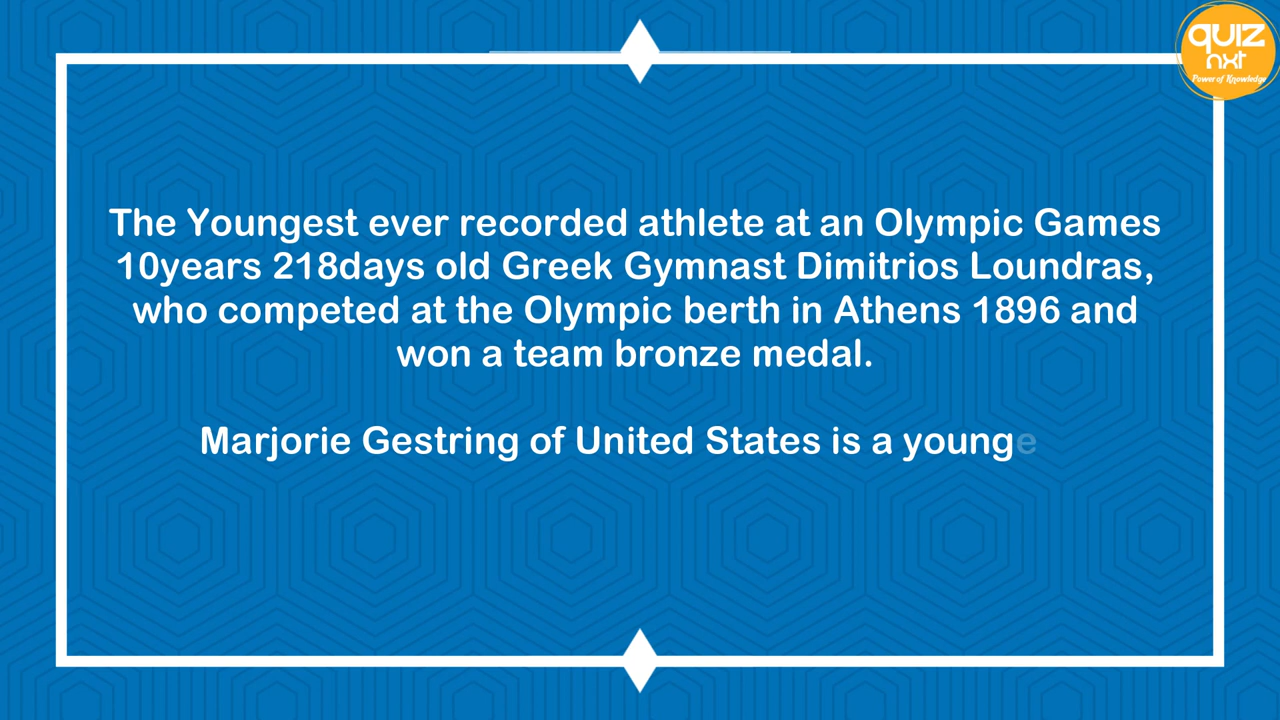 quiz
nxt
Power of Knowledge
The Youngest ever recorded athlete at an Olympic Games
10years 218days old Greek Gymnast Dimitrios Loundras,
who competed at the Olympic berth in Athens 1896 and
won a team bronze medal.
Marjorie Gestring of United States is a younge